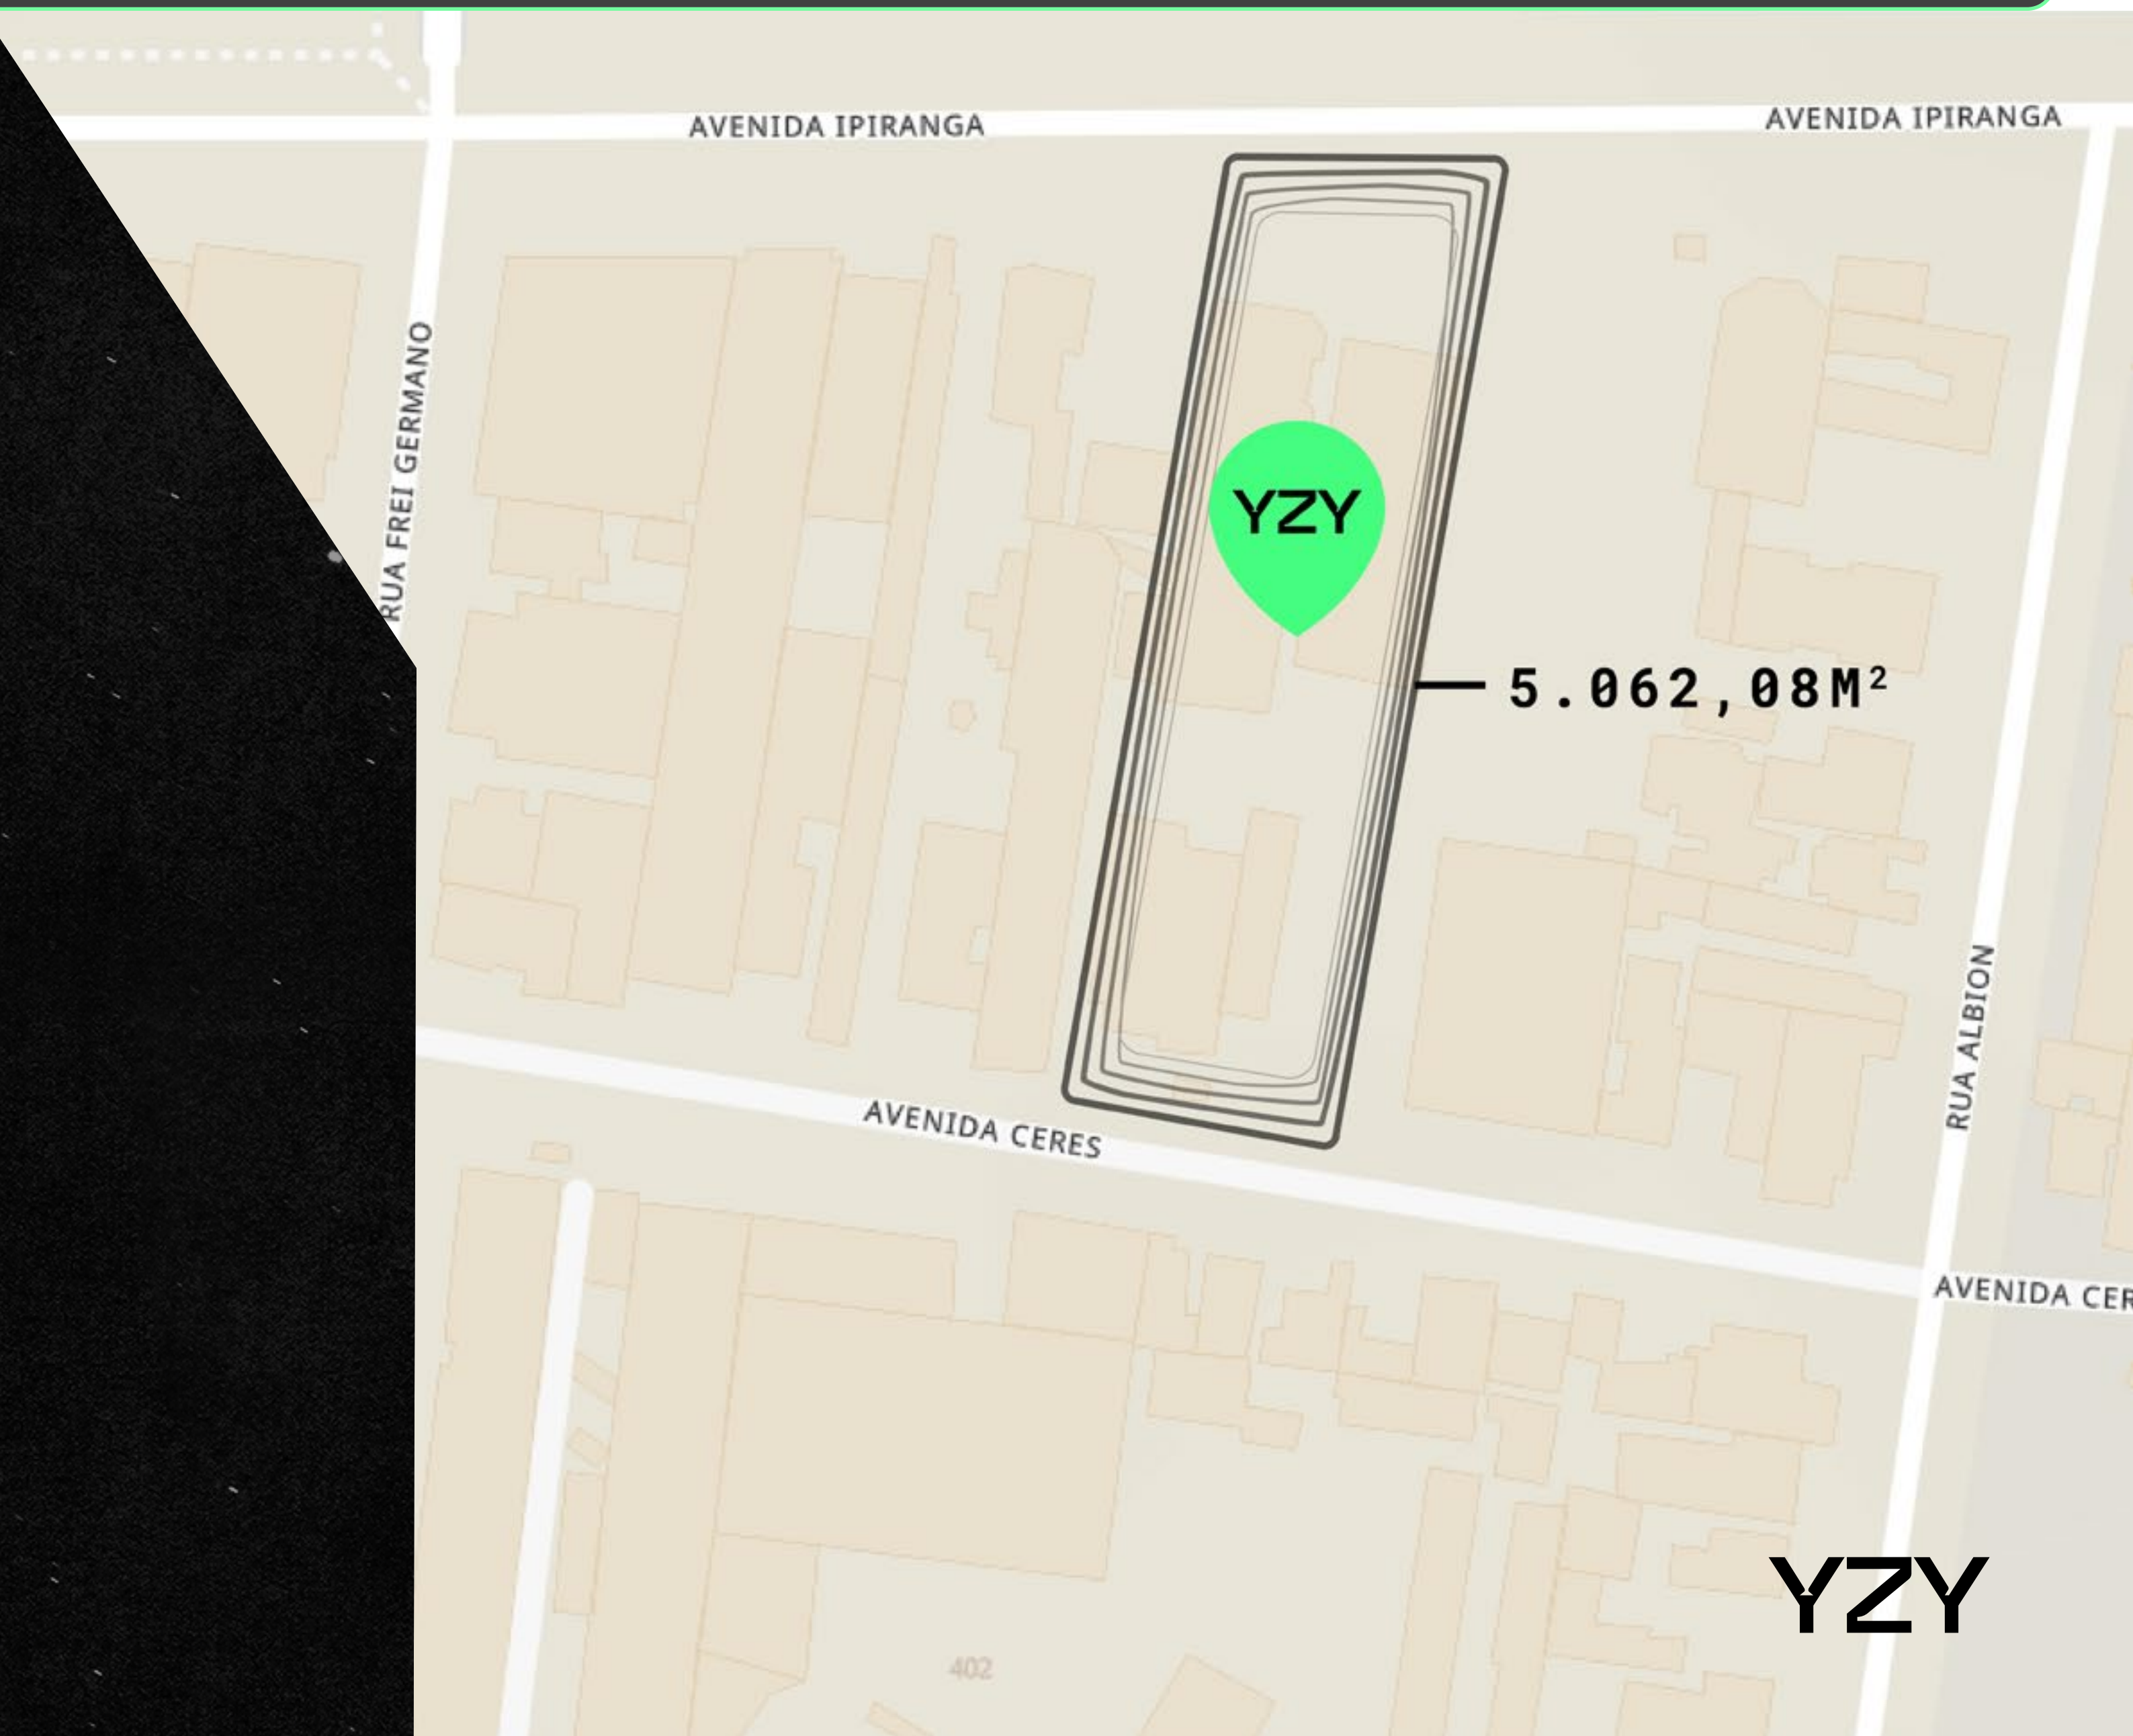 AVENIDA IPIRANGA
AVENIDA IPIRANGA
RUA FREI GERMANO
YZY
5.062,08M²
RUA ALBION
AVENIDA CERES
AVENIDA CER
402
YZY